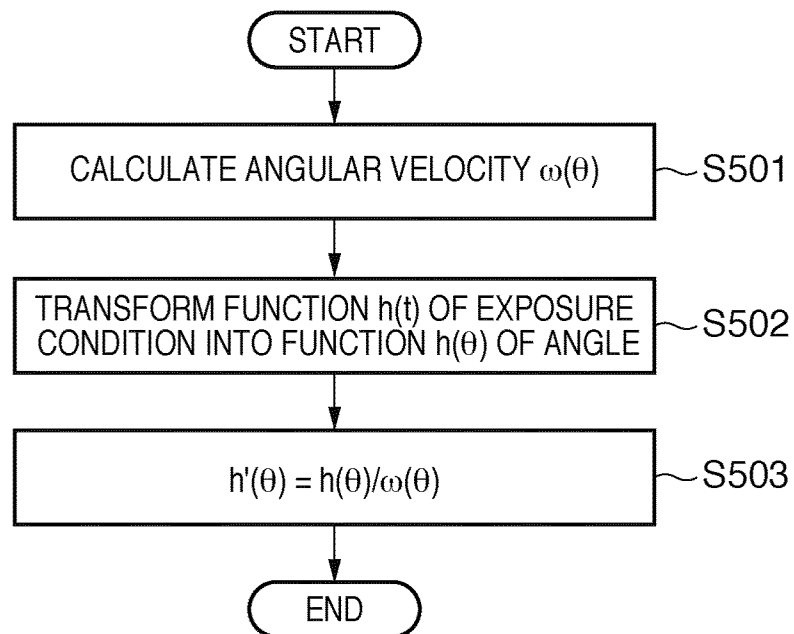 START
CALCULATE ANGULAR VELOCITY ω(θ)
S501
TRANSFORM FUNCTION h(t) OF EXPOSURE
CONDITION INTO FUNCTION h(θ) OF ANGLE
S502
h'(θ) = h(θ)/ω(θ)
S503
END